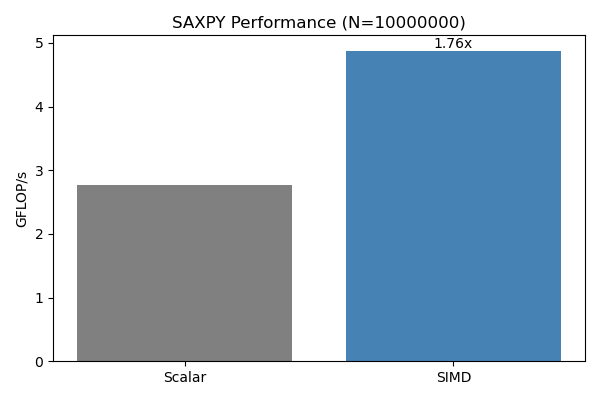 SAXPY Performance (N=10000000)
1.76x
5
4
3
2
1
0
GFLOP/s
Scalar
SIMD